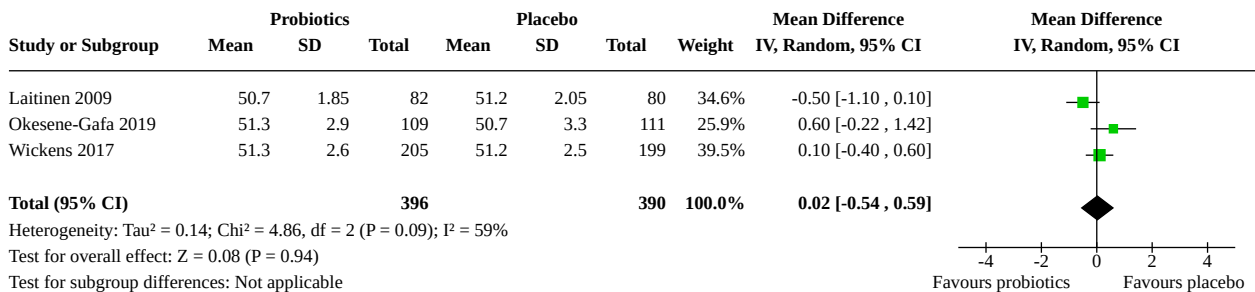 Probiotics Placebo Mean Difference Mean Difference
Study or Subgroup Mean SD Total Mean SD Total Weight IV, Random, 95% CI IV, Random, 95% CI
Laitinen 2009 50.7 1.85 82 51.2 2.05 80 34.6% -0.50 [-1.10 , 0.10]
Okesene-Gafa 2019 51.3 2.9 109 50.7 3.3 111 25.9% 0.60 [-0.22 , 1.42]
Wickens 2017 51.3 2.6 205 51.2 2.5 199 39.5% 0.10 [-0.40 , 0.60]
Total (95% CI) 396 390 100.0% 0.02 [-0.54 , 0.59]
Heterogeneity: Tau² = 0.14; Chi² = 4.86, df = 2 (P = 0.09); I² = 59%
Test for overall effect: Z = 0.08 (P = 0.94)
-4 -2 0 2 4
Test for subgroup differences: Not applicable
Favours probiotics Favours placebo